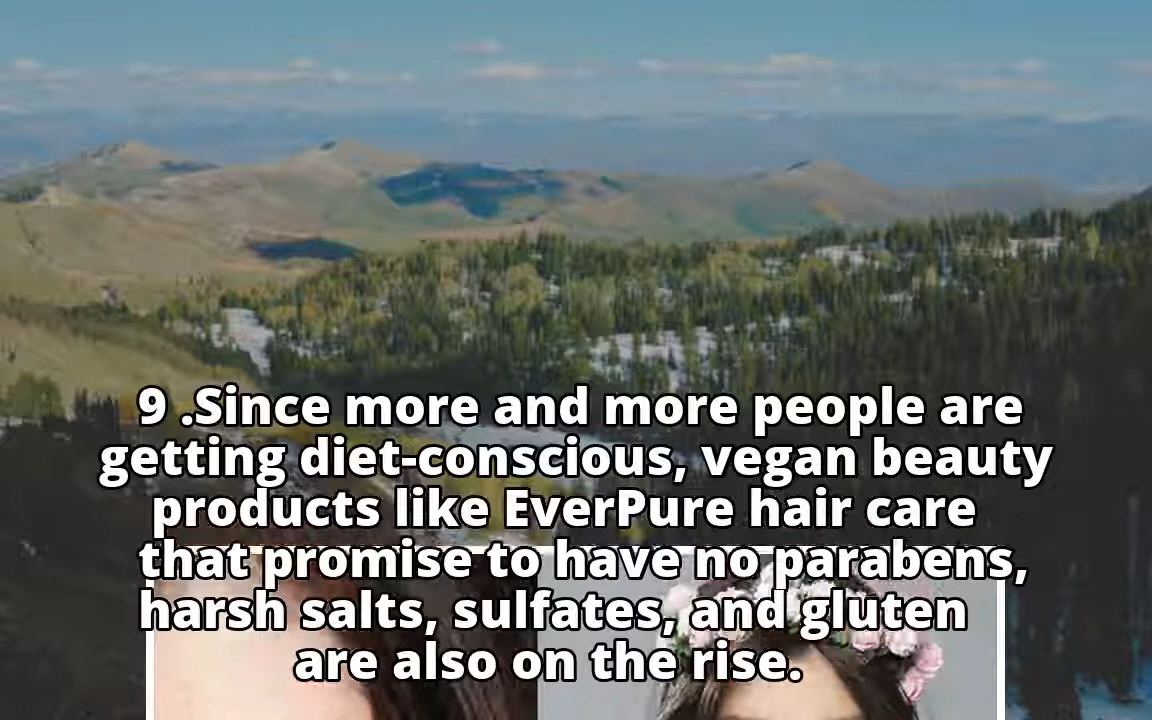 9 .Since more and more people are
getting diet-conscious, vegan beauty
products like EverPure hair care
that promise to have no parabens,
harsh salts, sulfates, and gluten
are also on the rise.